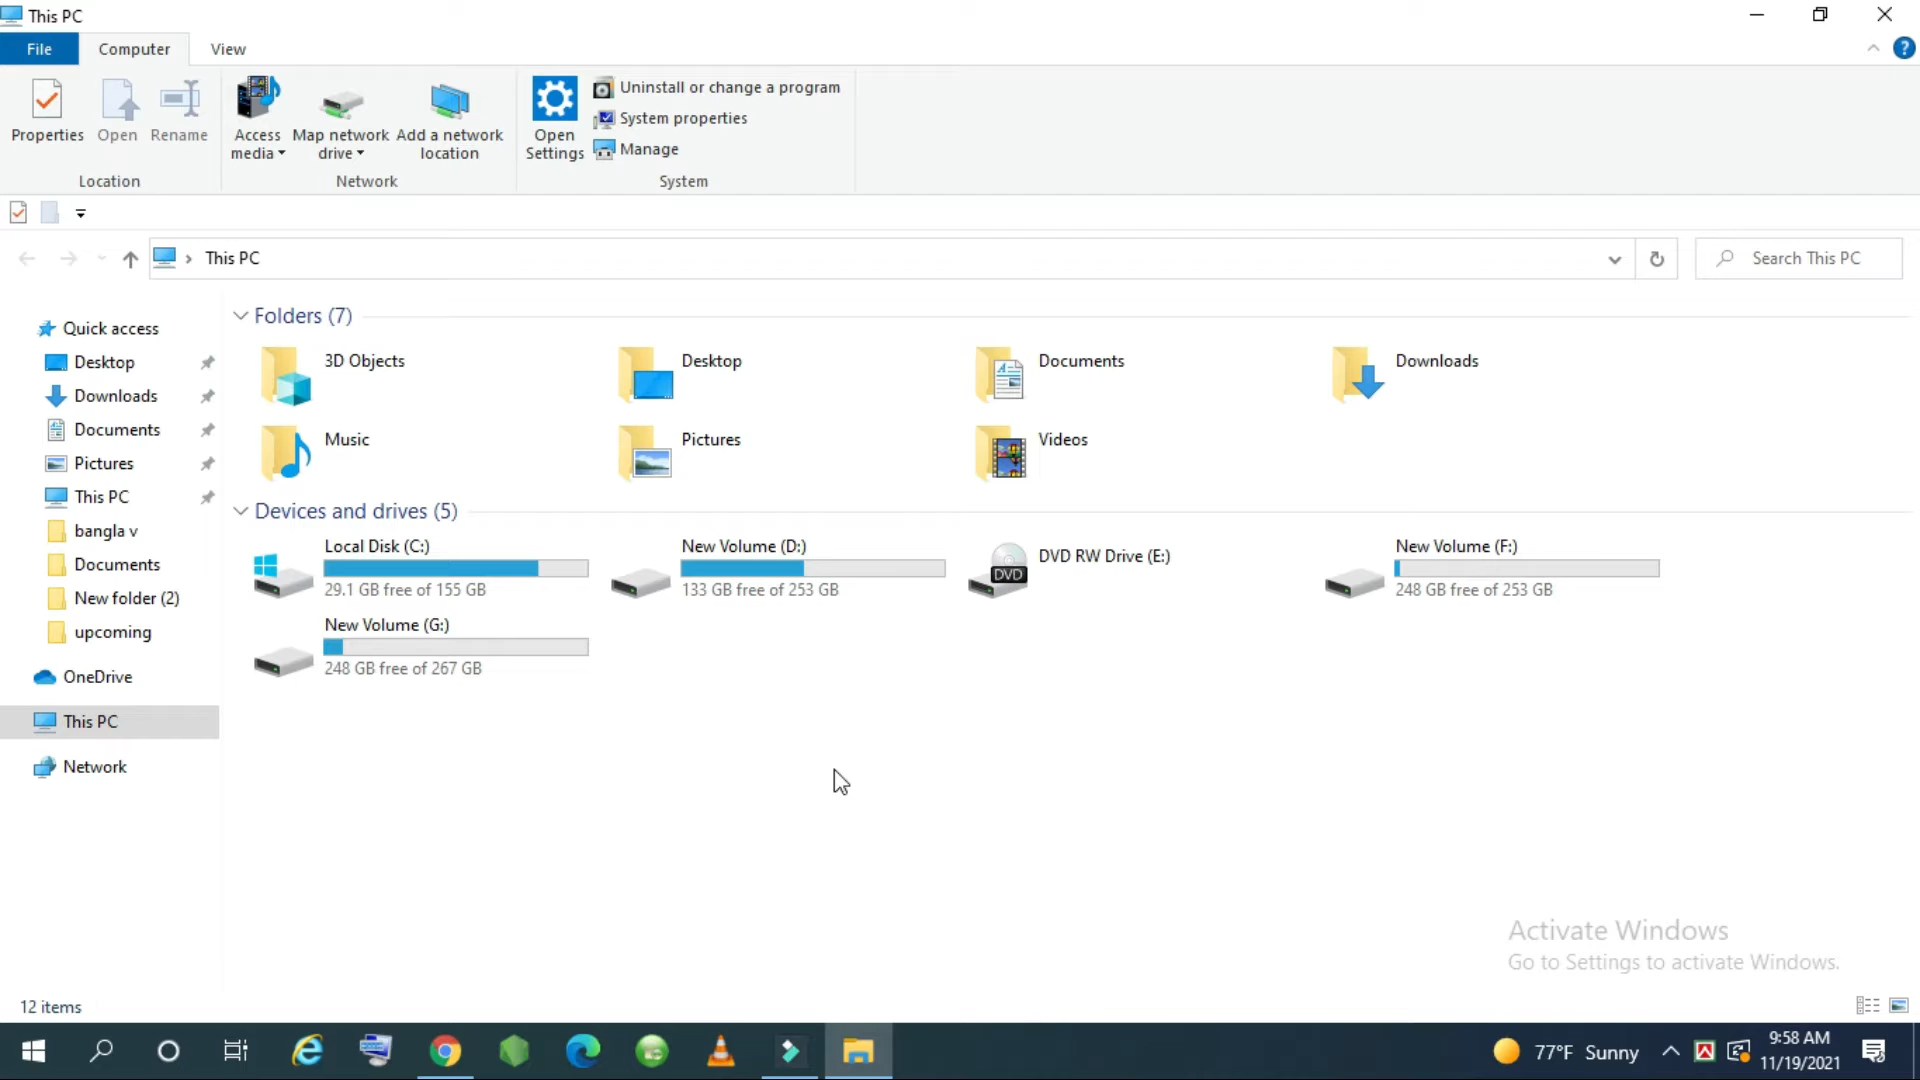 This PC
File
Computer
View
Properties
Open
Rename
Access
media
Map network
drive
Add a network
location
Open
Settings
Uninstall or change a program
System properties
Manage
Location
Network
System
This PC
Search This PC
Quick access
Desktop
Downloads
Documents
Pictures
This PC
bangla v
Documents
New folder (2)
upcoming
OneDrive
This PC
Network
Folders (7)
3D Objects
Desktop
Documents
Downloads
Music
Pictures
Videos
Devices and drives (5)
Local Disk (C:)
29.1 GB free of 155 GB
New Volume (D:)
133 GB free of 253 GB
DVD
DVD RW Drive (E:)
New Volume (F:)
248 GB free of 253 GB
New Volume (G:)
248 GB free of 267 GB
Activate Windows
Go to Settings to activate Windows.
12 items
77°F Sunny
9:58 AM
11/19/2021